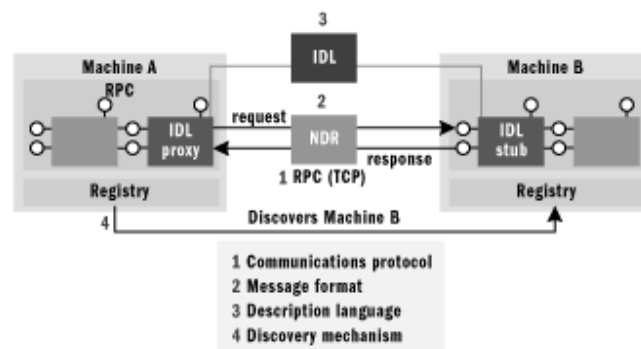 3
IDL
Machine A
RPC
Machine B
2
request
NDR
IDL
proxy
IDL
stub
response
1 RPC (TCP)
Registry
Registry
4
Discovers Machine B
1 Communications protocol
2 Message format
3 Description language
4 Discovery mechanism